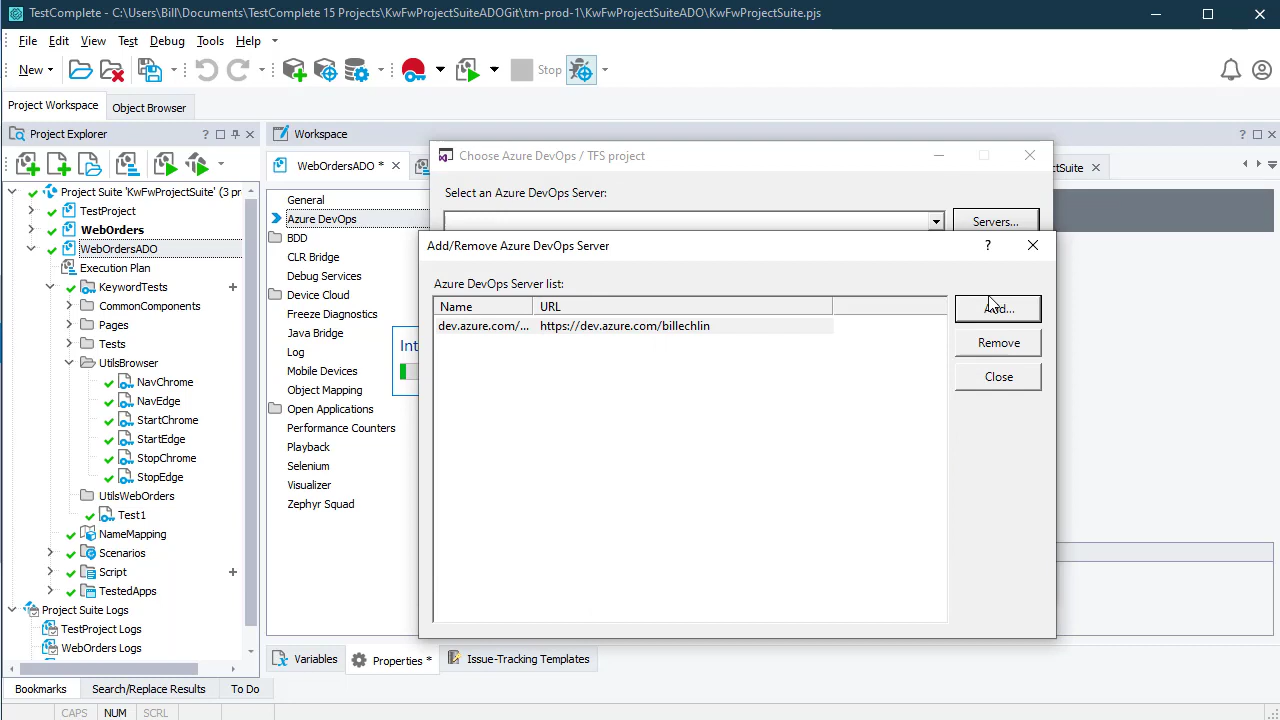 TestComplete - C:\Users\Bill\Documents\TestComplete 15 Projects\KwFwProjectSuiteADOGit\tm-prod-1\KwFwProjectSuiteADO\KwFwProjectSuite.pjs
File Edit View Test Debug Tools Help
New Stop
Project Workspace Object Browser
Project Explorer
Workspace
Project Suite 'KwFwProjectSuite' (3 pr
TestProject
WebOrders
WebOrdersADO
Execution Plan
KeywordTests
CommonComponents
Pages
Tests
UtilsBrowser
NavChrome
NavEdge
StartChrome
StartEdge
StopChrome
StopEdge
UtilsWebOrders
Test1
NameMapping
Scenarios
Script
TestedApps
Project Suite Logs
TestProject Logs
WebOrders Logs
Bookmarks Search/Replace Results To Do
CAPS NUM SCRL
WebOrdersADO *
Suite
General
Azure DevOps
BDD
CLR Bridge
Debug Services
Device Cloud
Freeze Diagnostics
Java Bridge
Log
Mobile Devices
Object Mapping
Open Applications
Performance Counters
Playback
Selenium
Visualizer
Zephyr Squad
Int
Variables Properties * Issue-Tracking Templates
Choose Azure DevOps / TFS project
Select an Azure DevOps Server:
Servers...
Add/Remove Azure DevOps Server
Azure DevOps Server list:
Name URL
dev.azure.com/... https://dev.azure.com/billechlin
Add...
Remove
Close